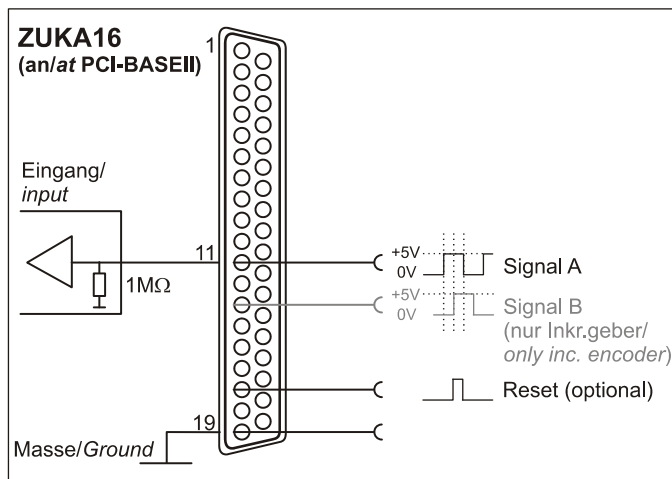 ZUKA16
(an/at PCI-BASEII)
1
Eingang/
input
11
1MΩ
+5V
0V
Signal A
+5V
0V
Signal B
(nur Inkr.geber/
only inc. encoder)
Reset (optional)
19
Masse/Ground